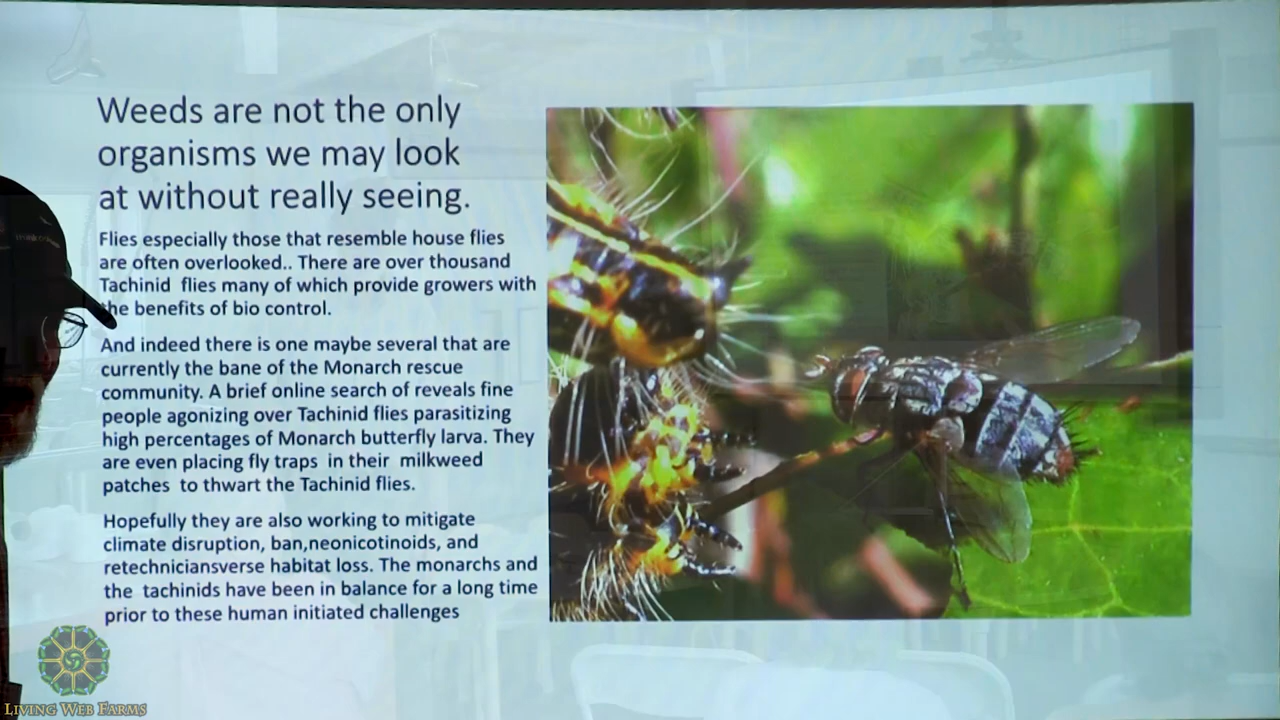 Weeds are not the only
organisms we may look
at without really seeing.
Flies especially those that resemble house flies
are often overlooked.. There are over thousand
Tachinid flies many of which provide growers with
the benefits of bio control.
And indeed there is one maybe several that are
currently the bane of the Monarch rescue
community. A brief online search of reveals fine
people agonizing over Tachinid flies parasitizing
high percentages of Monarch butterfly larva. They
are even placing fly traps in their milkweed
patches to thwart the Tachinid flies.
Hopefully they are also working to mitigate
climate disruption, ban,neonicotinoids, and
retechniciansverse habitat loss. The monarchs and
the tachinids have been in balance for a long time
prior to these human initiated challenges
LIVING WEB FARMS